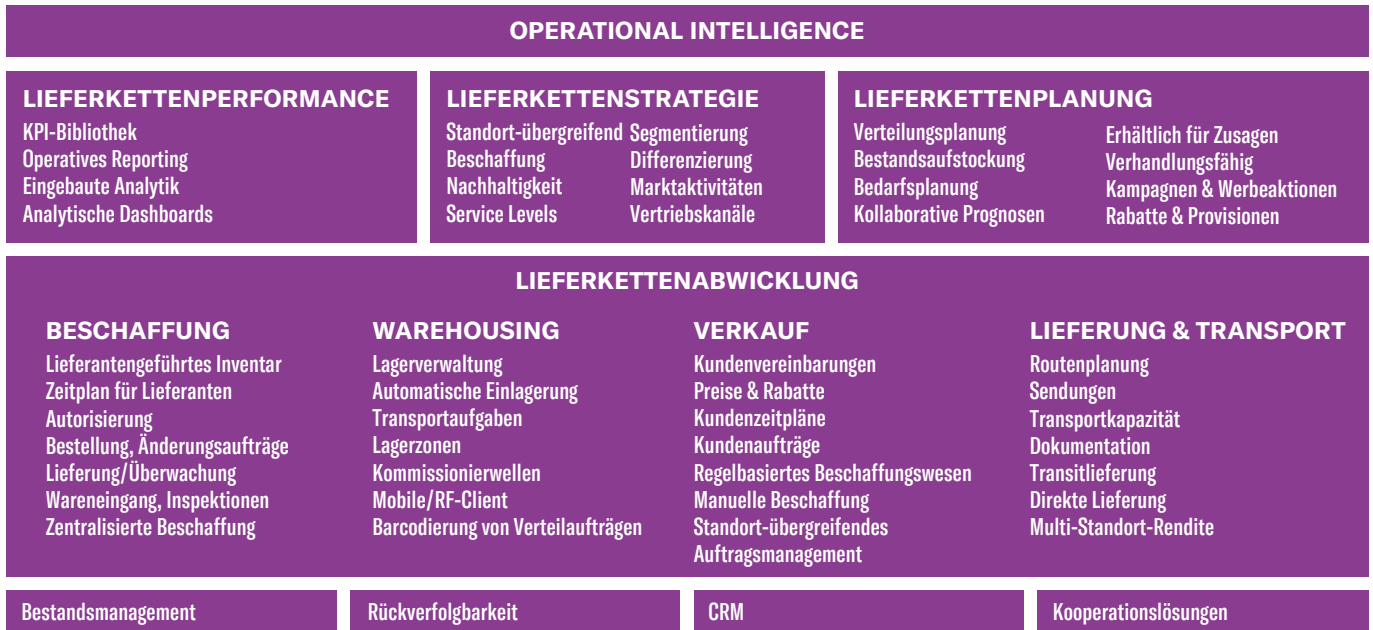 OPERATIONAL INTELLIGENCE
LIEFERKETTENPERFORMANCE
KPI-Bibliothek
Operatives Reporting
Eingebaute Analytik
Analytische Dashboards
LIEFERKETTENSTRATEGIE
Standort-übergreifend
Beschaffung
Nachhaltigkeit
Service Levels
Segmentierung
Differenzierung
Marktaktivitäten
Vertriebskanäle
LIEFERKETTENPLANUNG
Verteilungsplanung
Bestandsaufstockung
Bedarfsplanung
Kollaborative Prognosen
Erhältlich für Zusagen
Verhandlungsfähig
Kampagnen & Werbeaktionen
Rabatte & Provisionen
LIEFERKETTENABWICKLUNG
BESCHAFFUNG
Lieferantengeführtes Inventar
Zeitplan für Lieferanten
Autorisierung
Bestellung, Änderungsaufträge
Lieferung/Überwachung
Wareneingang, Inspektionen
Zentralisierte Beschaffung
WAREHOUSING
Lagerverwaltung
Automatische Einlagerung
Transportaufgaben
Lagerzonen
Kommissionierwellen
Mobile/RF-Client
Barcodierung von Verteilaufträgen
VERKAUF
Kundenvereinbarungen
Preise & Rabatte
Kundenzeitpläne
Kundenaufträge
Regelbasiertes Beschaffungswesen
Manuelle Beschaffung
Standort-übergreifendes
Auftragsmanagement
LIEFERUNG & TRANSPORT
Routenplanung
Sendungen
Transportkapazität
Dokumentation
Transitlieferung
Direkte Lieferung
Multi-Standort-Rendite
Bestandsmanagement
Rückverfolgbarkeit
CRM
Kooperationslösungen